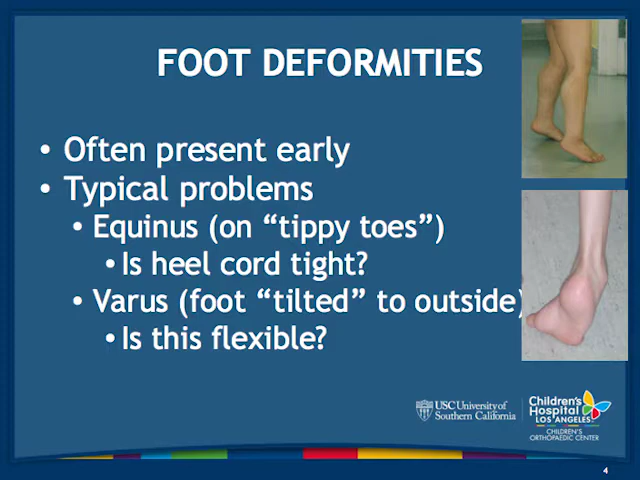 FOOT DEFORMITIES
• Often present early
• Typical problems
• Equinus (on “tippy toes”)
• Is heel cord tight?
• Varus (foot “tilted” to outside)
• Is this flexible?
USC University of
Southern California
Children's
Hospital
LOS ANGELES
CHILDREN'S
ORTHOPAEDIC CENTER
4